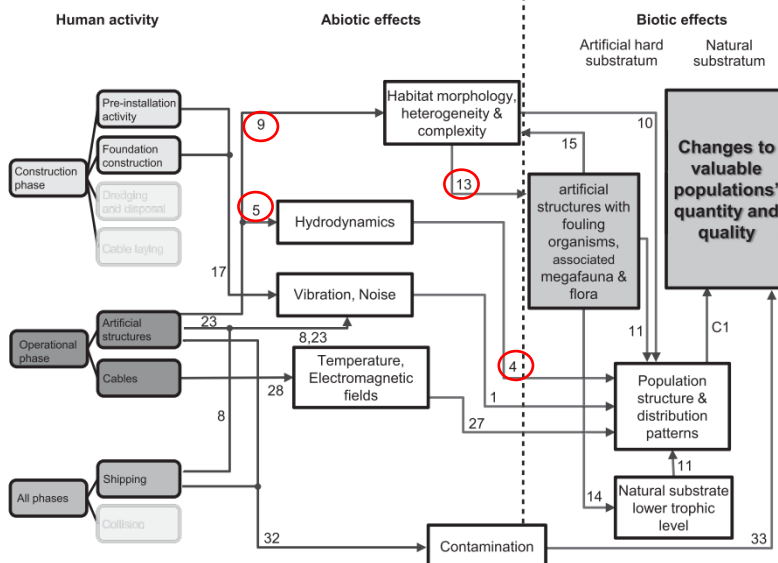 Human activity
Abiotic effects
Biotic effects
Artificial hard
substratum
Natural
substratum
Pre-installation
activity
Foundation
construction
Construction
phase
Dredging
and disposal
Cable laying
9
Habitat morphology,
heterogeneity &
complexity
10
15
13
Changes to
valuable
populations'
quantity and
quality
artificial
structures with
fouling
organisms,
associated
megafauna &
flora
5
Hydrodynamics
17
Vibration, Noise
23
8,23
Artificial
structures
Operational
phase
Cables
28
Temperature,
Electromagnetic
fields
4
1
27
11
C1
Population
structure &
distribution
patterns
8
11
All phases
Shipping
Collision
14
Natural substrate
lower trophic
level
32
Contamination
33